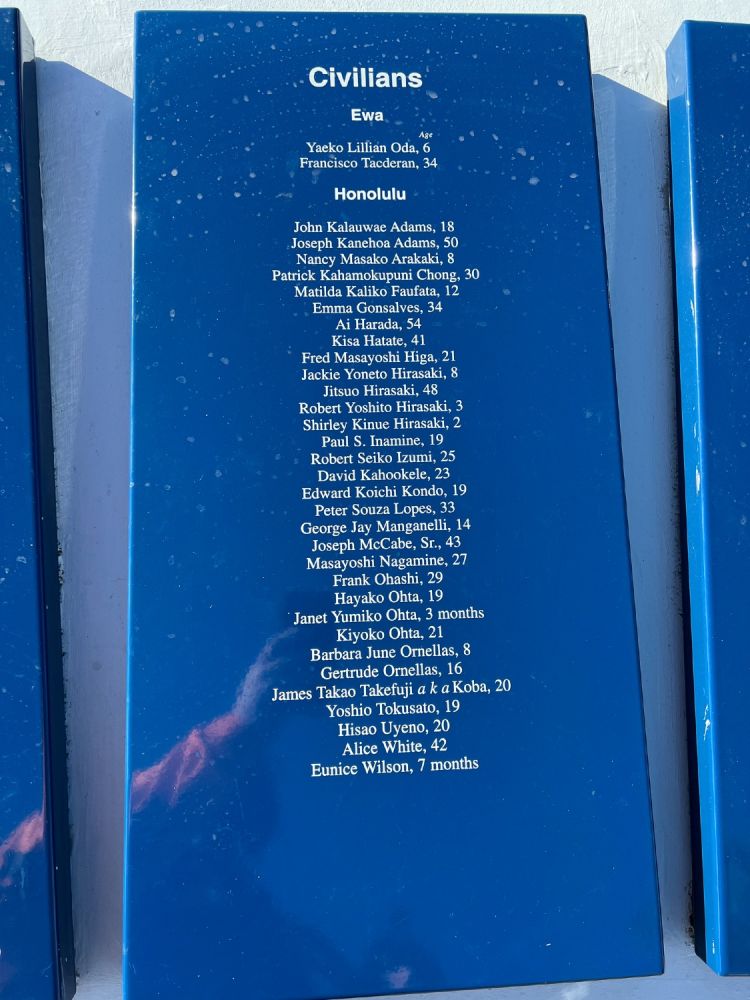 Civilians
Ewa
Age
Yaeko Lillian Oda, 6
Francisco Tacderan, 34
Honolulu
John Kalauwae Adams, 18
Joseph Kanehoa Adams, 50
Nancy Masako Arakaki, 8
Patrick Kahamokupuni Chong, 30
Matilda Kaliko Faufata, 12
Emma Gonsalves, 34
Ai Harada, 54
Kisa Hatate, 41
Fred Masayoshi Higa, 21
Jackie Yoneto Hirasaki, 8
Jitsuo Hirasaki, 48
Robert Yoshito Hirasaki, 3
Shirley Kinue Hirasaki, 2
Paul S. Inamine, 19
Robert Seiko Izumi, 25
David Kahookele, 23
Edward Koichi Kondo, 19
Peter Souza Lopes, 33
George Jay Manganelli, 14
Joseph McCabe, Sr., 43
Masayoshi Nagamine, 27
Frank Ohashi, 29
Hayako Ohta, 19
Janet Yumiko Ohta, 3 months
Kiyoko Ohta, 21
Barbara June Ornellas, 8
Gertrude Ornellas, 16
James Takao Takefuji a k a Koba, 20
Yoshio Tokusato, 19
Hisao Uyeno, 20
Alice White, 42
Eunice Wilson, 7 months